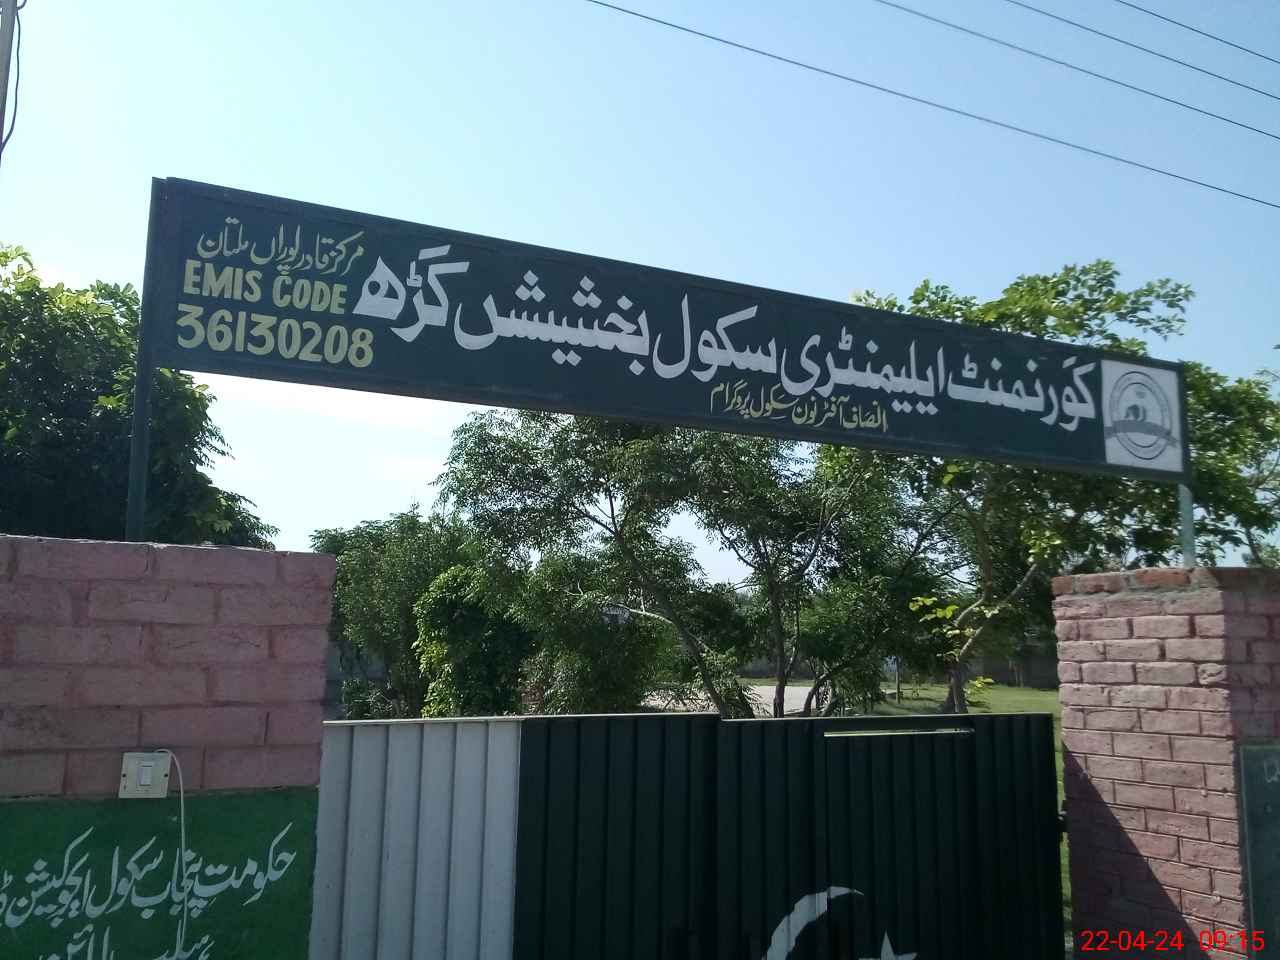 گورنمنٹ ایلیمنٹری سکول بخشیش گڑھ
انصاف آفٹر نون سکول پروگرام
مرکز قادر پوراں ملتان
EMIS CODE
36130208
حکومتِ پنجاب سکول ایجوکیشن
22-04-24 09:15